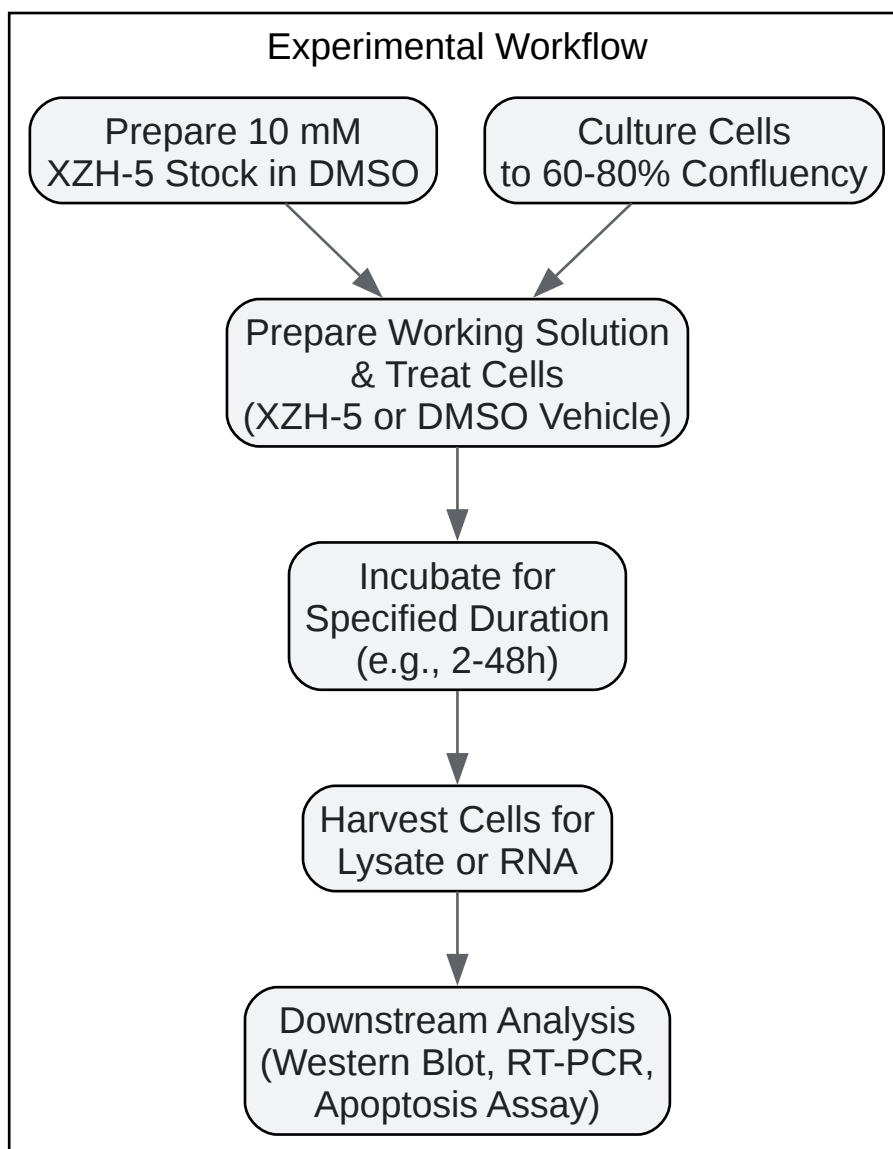 Experimental Workflow
Prepare 10 mM
XZH-5 Stock in DMSO
Culture Cells
to 60-80% Confluency
Prepare Working Solution
& Treat Cells
(XZH-5 or DMSO Vehicle)
Incubate for
Specified Duration
(e.g., 2-48h)
Harvest Cells for
Lysate or RNA
Downstream Analysis
(Western Blot, RT-PCR,
Apoptosis Assay)